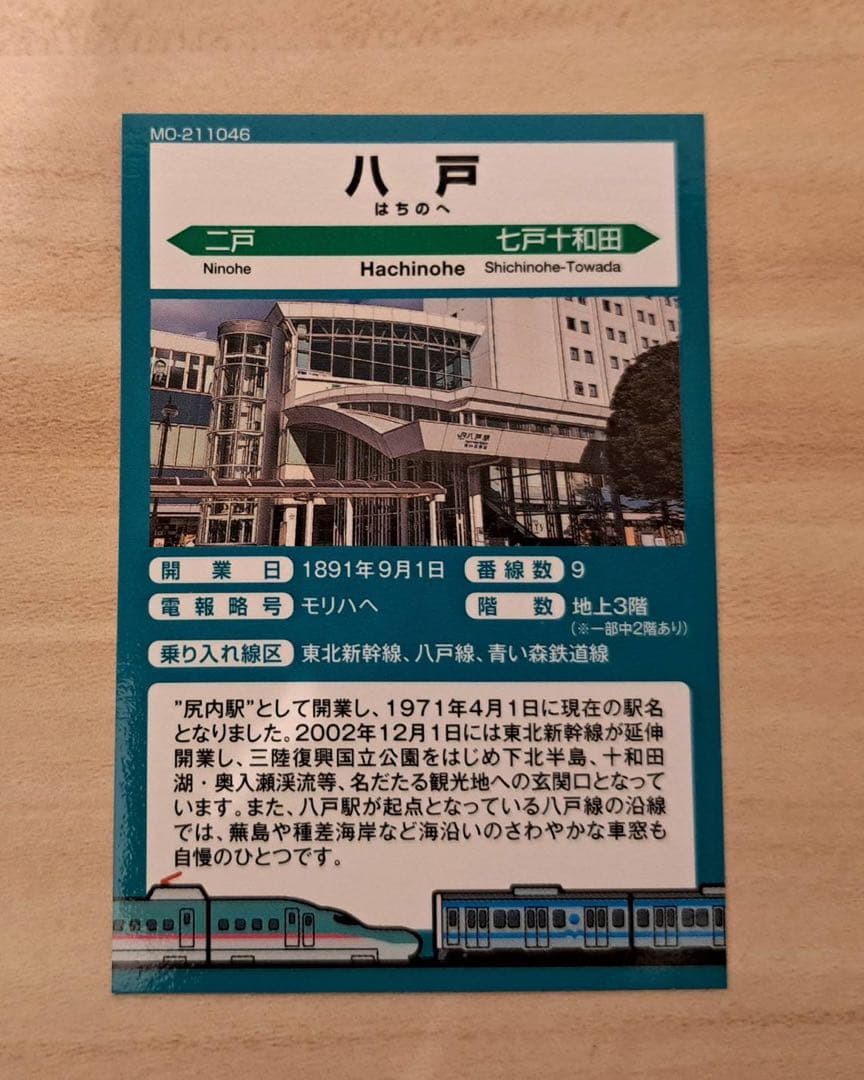 MO-211046
八戸
はちのへ
二戸 七戸十和田
Ninohe Hachinohe Shichinohe-Towada
JR八戸駅
開業日 1891年9月1日 番線数 9
電報略号 モリハヘ 階数 地上3階
(※一部中2階あり)
乗り入れ線区 東北新幹線、八戸線、青い森鉄道線
”尻内駅”として開業し、1971年4月1日に現在の駅名
となりました。2002年12月1日には東北新幹線が延伸
開業し、三陸復興国立公園をはじめ下北半島、十和田
湖・奥入瀬渓流等、名だたる観光地への玄関口となって
います。また、八戸駅が起点となっている八戸線の沿線
では、蕪島や種差海岸など海沿いのさわやかな車窓も
自慢のひとつです。